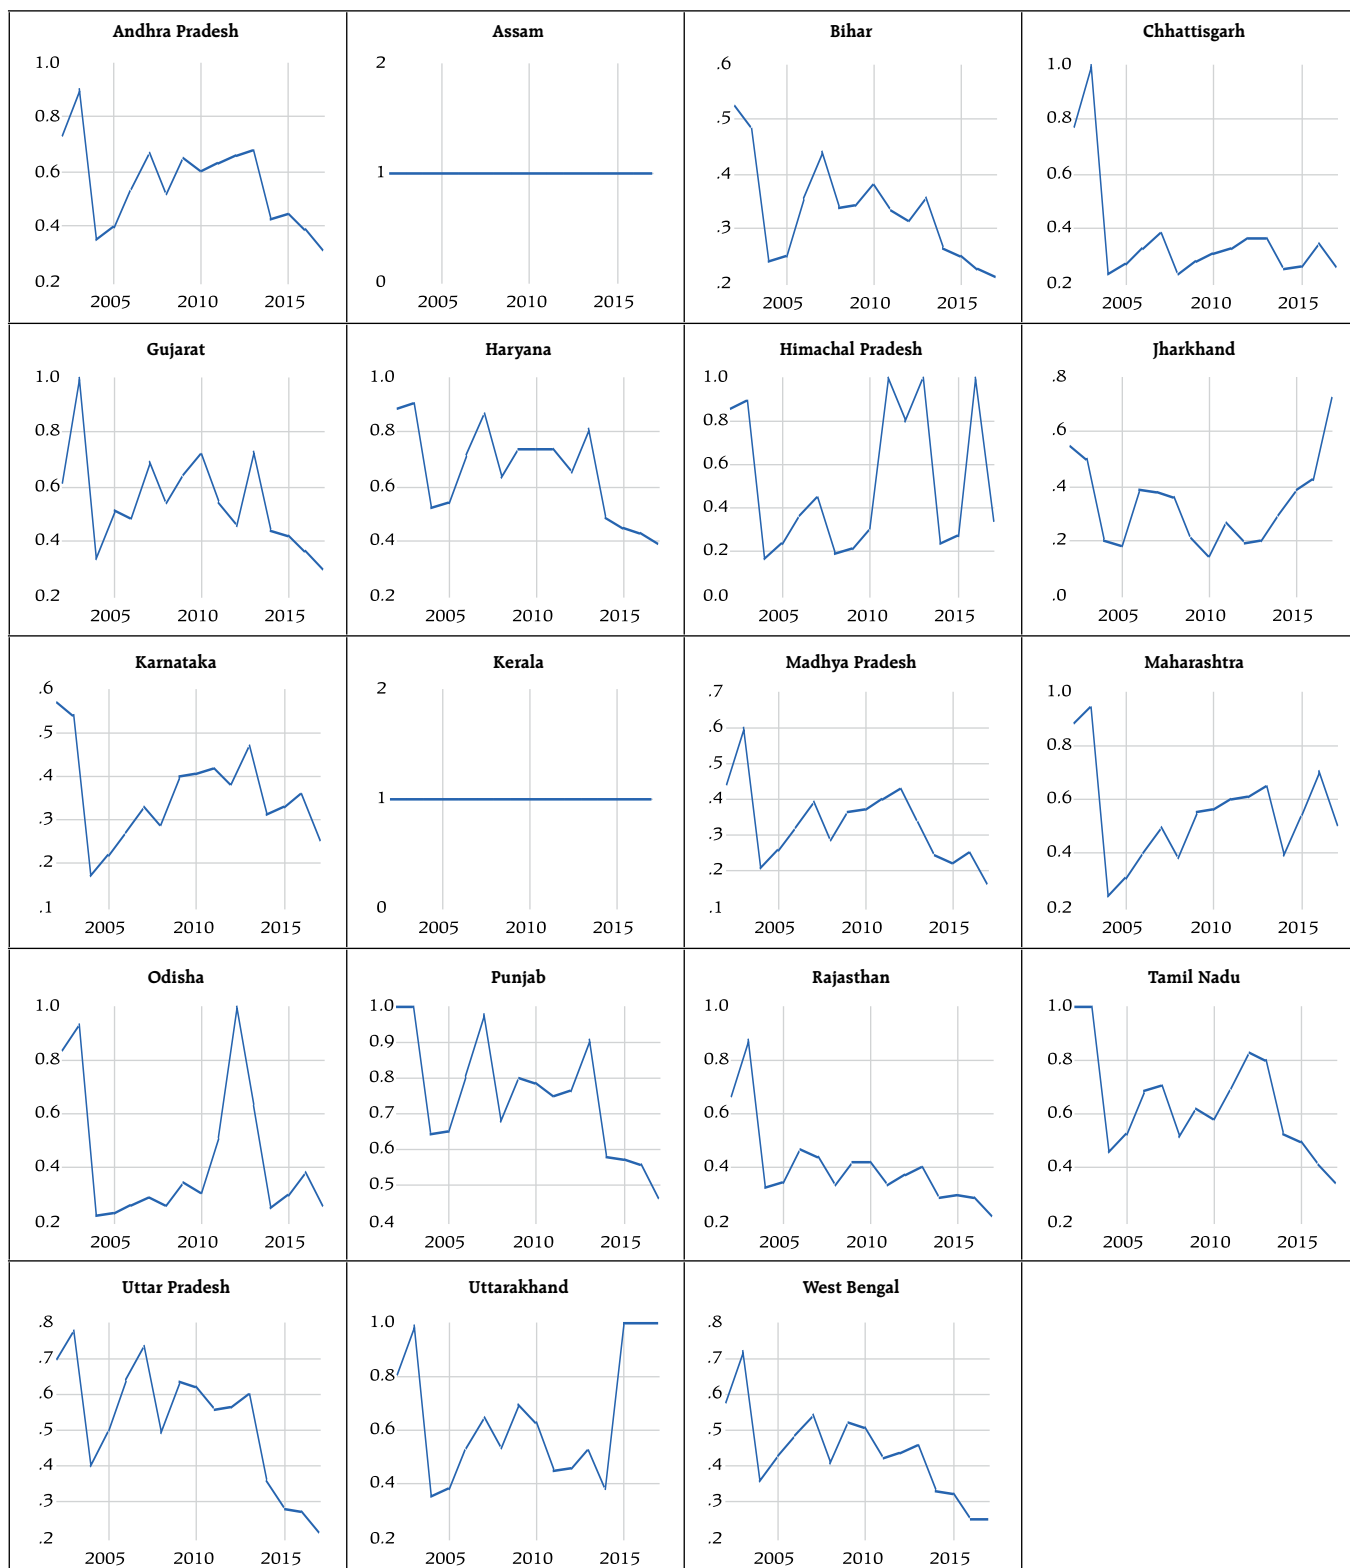 Andhra Pradesh
1.0
0.8
0.6
0.4
0.2
2005 2010 2015
Assam
2
1
0
2005 2010 2015
Bihar
.6
.5
.4
.3
.2
2005 2010 2015
Chhattisgarh
1.0
0.8
0.6
0.4
0.2
2005 2010 2015
Gujarat
1.0
0.8
0.6
0.4
0.2
2005 2010 2015
Haryana
1.0
0.8
0.6
0.4
0.2
2005 2010 2015
Himachal Pradesh
1.0
0.8
0.6
0.4
0.2
0.0
2005 2010 2015
Jharkhand
.8
.6
.4
.2
.0
2005 2010 2015
Karnataka
.6
.5
.4
.3
.2
.1
2005 2010 2015
Kerala
2
1
0
2005 2010 2015
Madhya Pradesh
.7
.6
.5
.4
.3
.2
.1
2005 2010 2015
Maharashtra
1.0
0.8
0.6
0.4
0.2
2005 2010 2015
Odisha
1.0
0.8
0.6
0.4
0.2
2005 2010 2015
Punjab
1.0
0.9
0.8
0.7
0.6
0.5
0.4
2005 2010 2015
Rajasthan
1.0
0.8
0.6
0.4
0.2
2005 2010 2015
Tamil Nadu
1.0
0.8
0.6
0.4
0.2
2005 2010 2015
Uttar Pradesh
.8
.7
.6
.5
.4
.3
.2
2005 2010 2015
Uttarakhand
1.0
0.8
0.6
0.4
0.2
2005 2010 2015
West Bengal
.8
.7
.6
.5
.4
.3
.2
2005 2010 2015